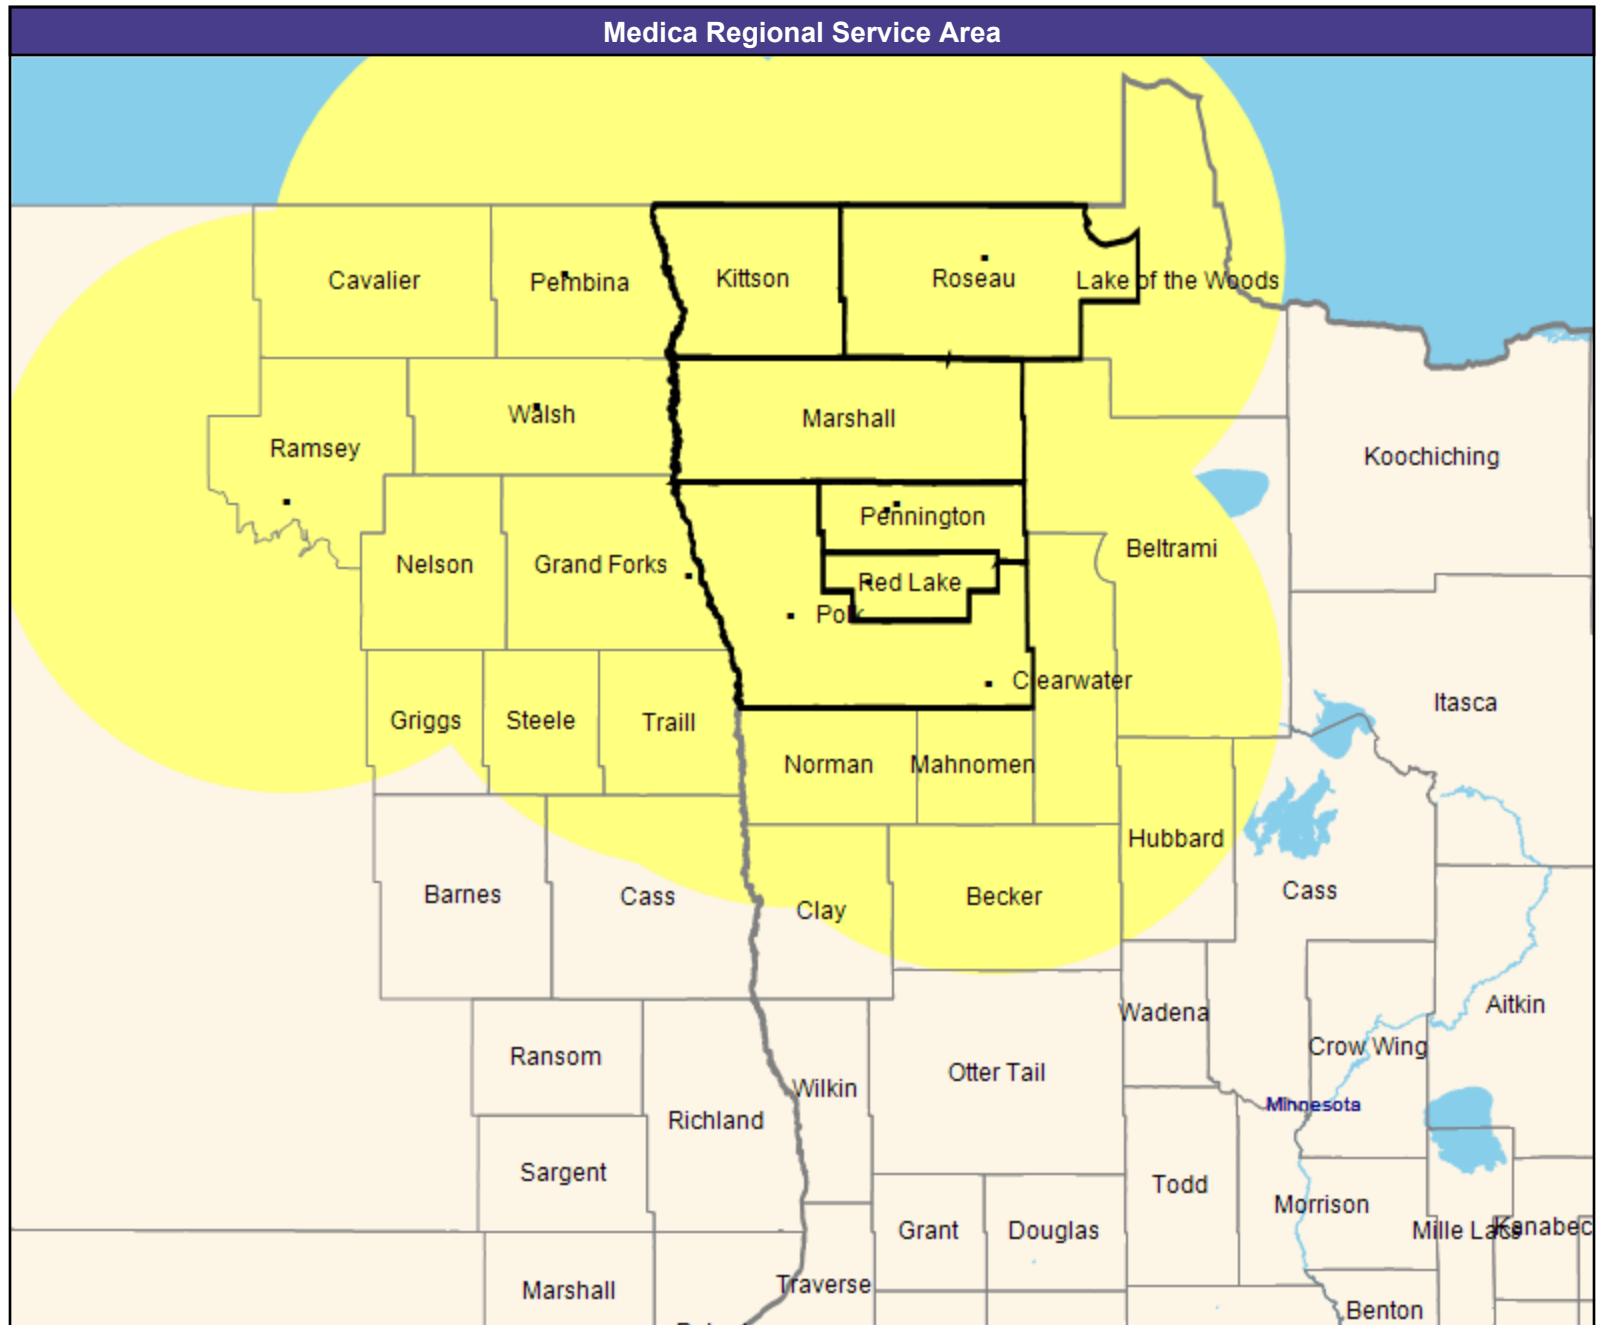 Medica Regional Service Area
Cavalier
Pembina
Kittson
Roseau
Lake of the Woods
Ramsey
Walsh
Marshall
Koochiching
Nelson
Grand Forks
Pennington
Red Lake
Polk
Beltrami
Clearwater
Itasca
Griggs
Steele
Traill
Norman
Mahnomen
Hubbard
Barnes
Cass
Clay
Becker
Cass
Ransom
Richland
Wilkin
Otter Tail
Wadena
Crow Wing
Aitkin
Minnesota
Sargent
Grant
Douglas
Todd
Morrison
Mille Lacs
Kanabec
Marshall
Traverse
Benton